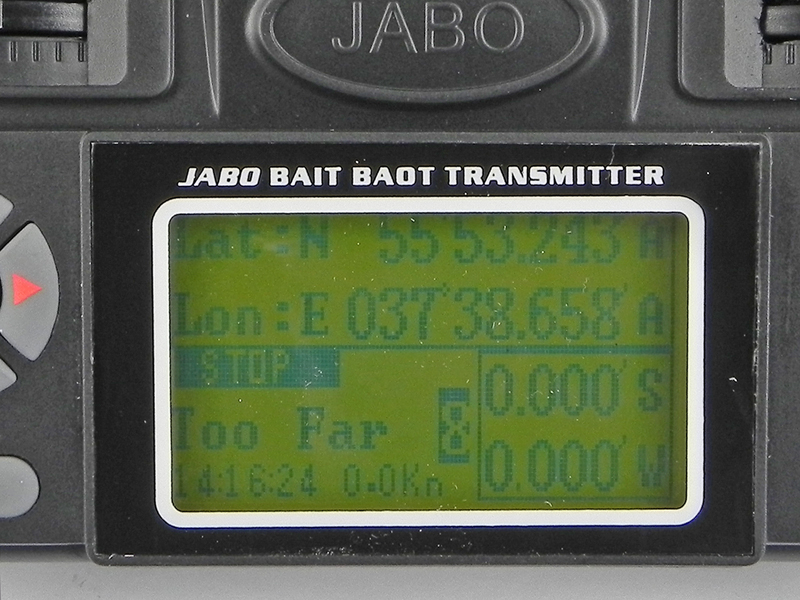 JABO
JABO BAIT BAOT TRANSMITTER
Lat:N 55°53.243' A
Lon:E 037°38.658' A
STOP
0.000' S
Too Far 8
0.000' W
14:16:24 0.0Kn